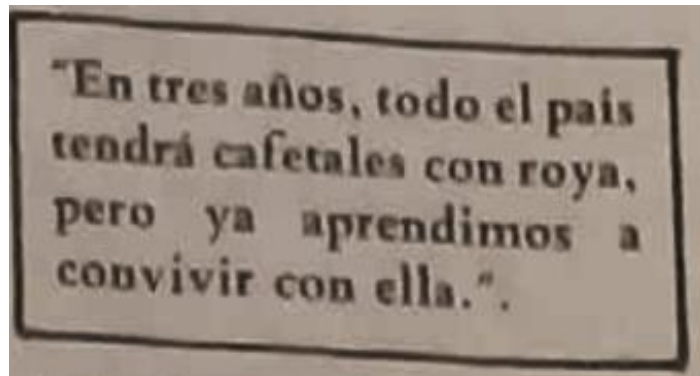 "En tres años, todo el país
tendrá cafetales con roya,
pero ya aprendimos a
convivir con ella.".